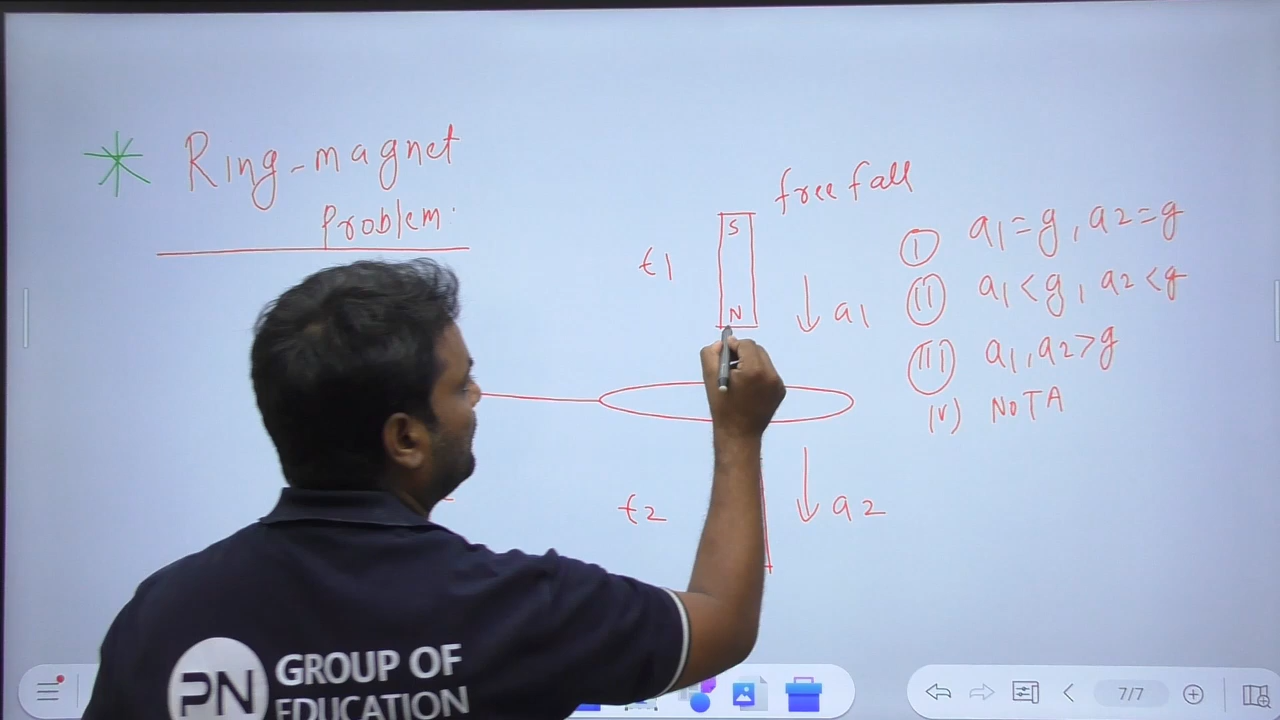 Ring-magnet
Problem.
free fall
S
N
t1
a1
t2
a2
(I) a1=g, a2=g
(II) a1<g, a2<g
(III) a1, a2>g
(V) NOTA
PN
GROUP OF
EDUCATION
7/7